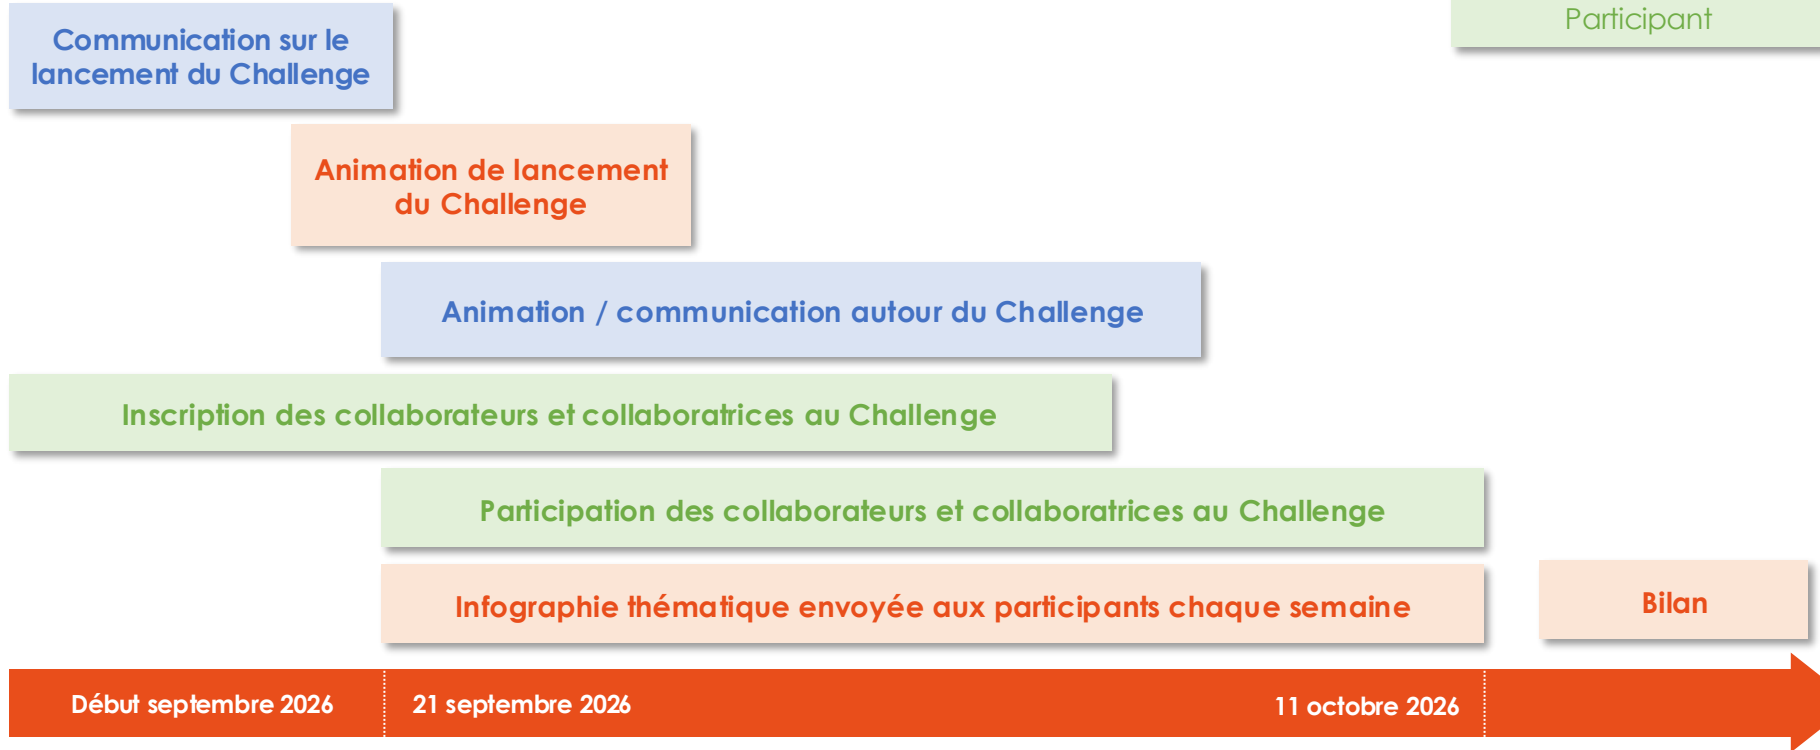 Participant
Communication sur le
lancement du Challenge
Animation de lancement
du Challenge
Animation / communication autour du Challenge
Inscription des collaborateurs et collaboratrices au Challenge
Participation des collaborateurs et collaboratrices au Challenge
Infographie thématique envoyée aux participants chaque semaine
Bilan
Début septembre 2026
21 septembre 2026
11 octobre 2026